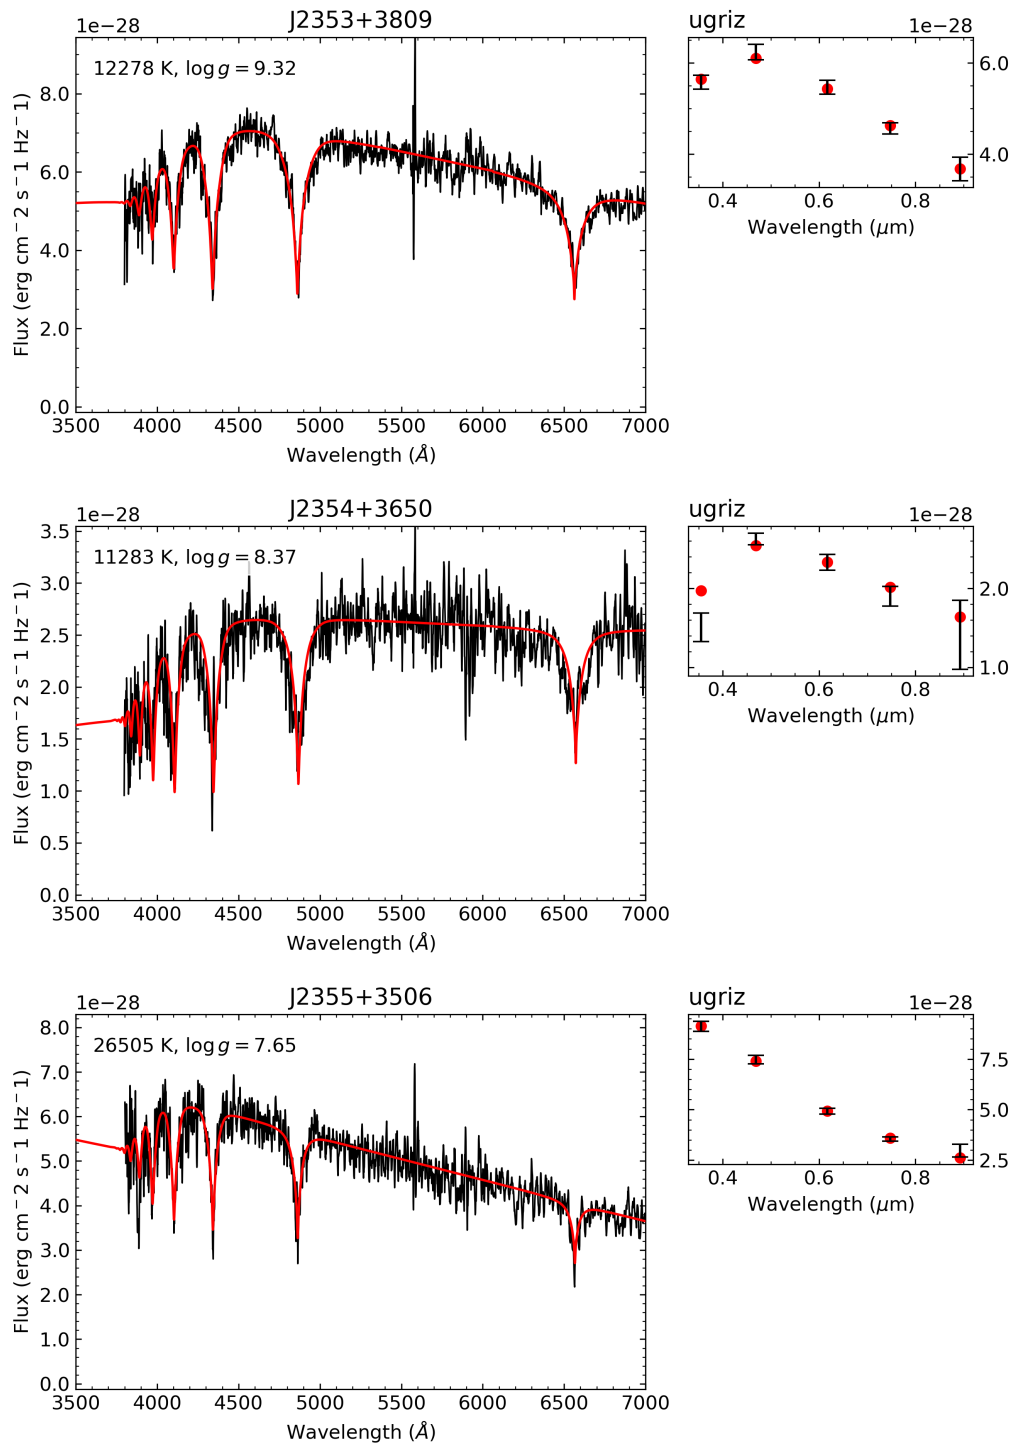 J2353+3809
1e−28
12278 K, log g = 9.32
8.0
6.0
4.0
2.0
0.0
Flux (erg cm−2 s−1 Hz−1)
3500 4000 4500 5000 5500 6000 6500 7000
Wavelength (Å)
ugriz
1e−28
6.0
4.0
0.4 0.6 0.8
Wavelength (μm)
J2354+3650
1e−28
11283 K, log g = 8.37
3.5
3.0
2.5
2.0
1.5
1.0
0.5
0.0
Flux (erg cm−2 s−1 Hz−1)
3500 4000 4500 5000 5500 6000 6500 7000
Wavelength (Å)
ugriz
1e−28
2.0
1.0
0.4 0.6 0.8
Wavelength (μm)
J2355+3506
1e−28
26505 K, log g = 7.65
8.0
7.0
6.0
5.0
4.0
3.0
2.0
1.0
0.0
Flux (erg cm−2 s−1 Hz−1)
3500 4000 4500 5000 5500 6000 6500 7000
Wavelength (Å)
ugriz
1e−28
7.5
5.0
2.5
0.4 0.6 0.8
Wavelength (μm)